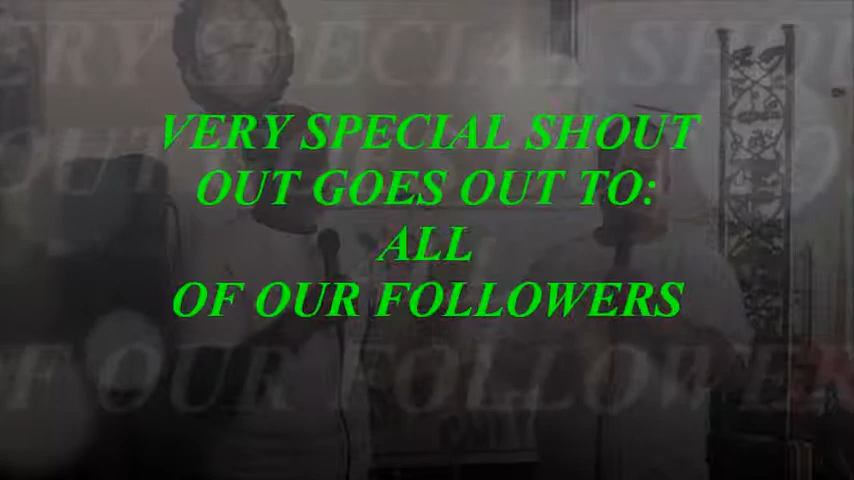 VERY SPECIAL SHOUT
OUT GOES OUT TO:
ALL
OF OUR FOLLOWERS